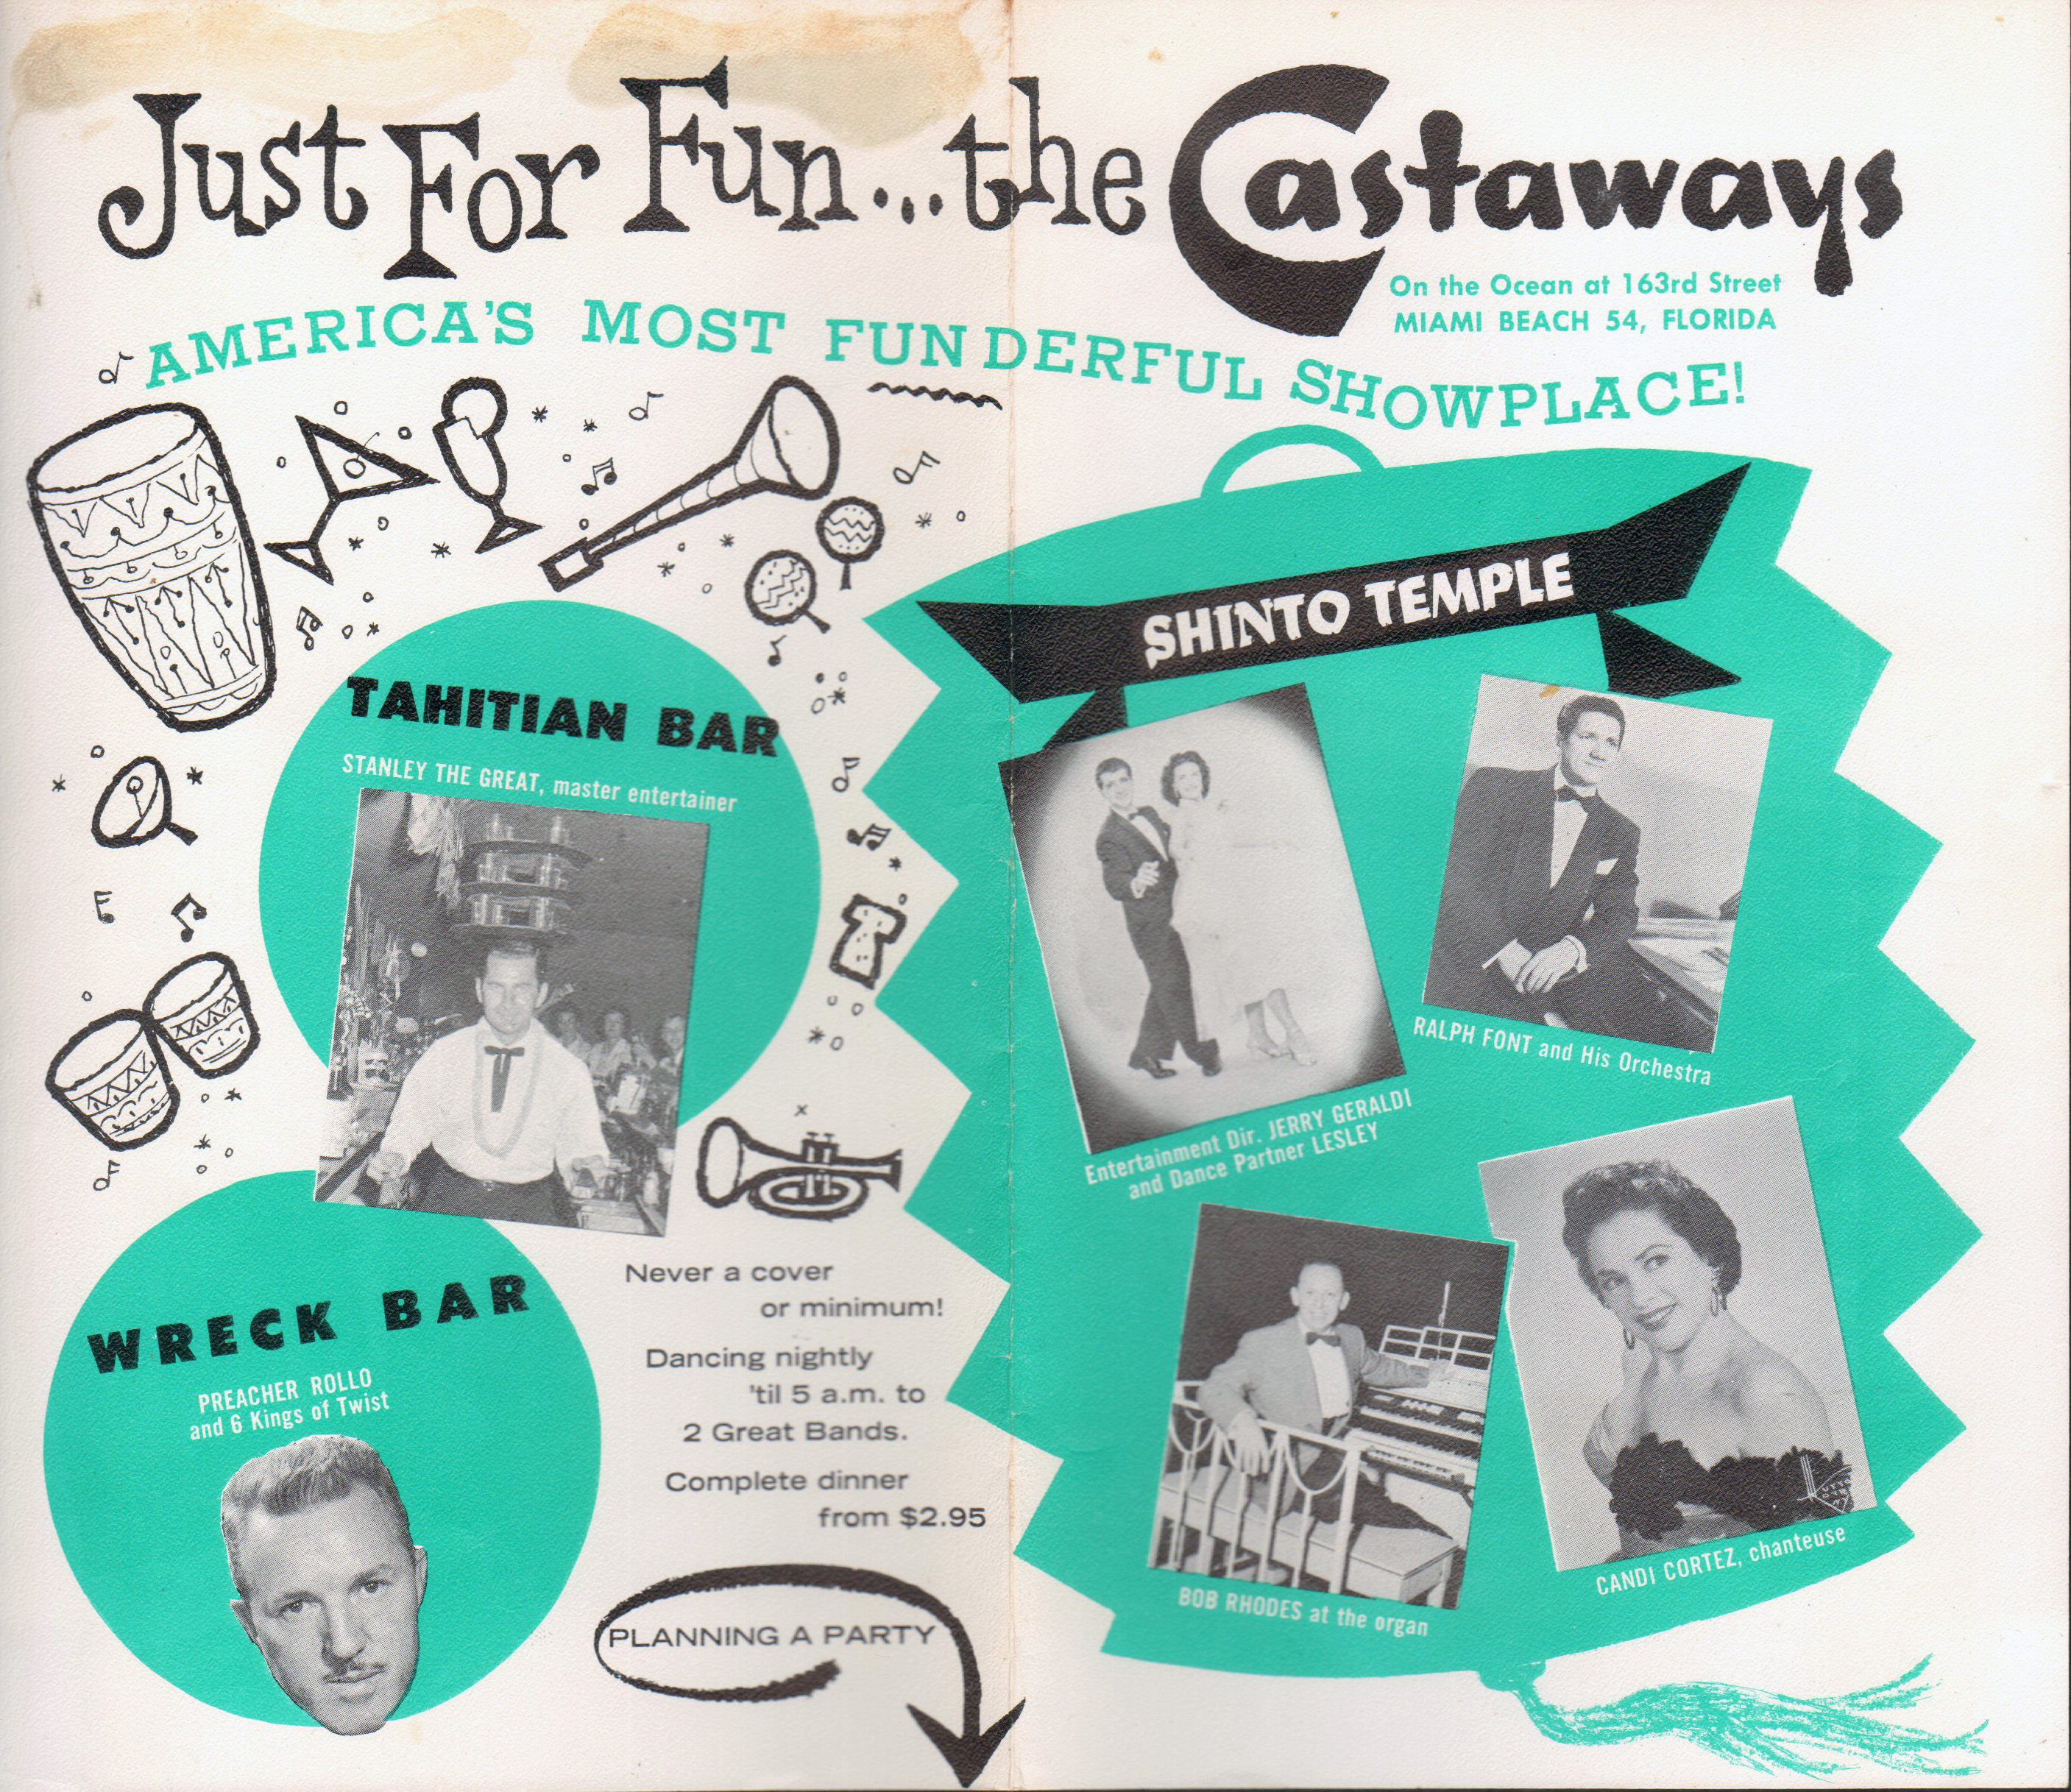 Just For Fun...the Castaways
On the Ocean at 163rd Street
MIAMI BEACH 54, FLORIDA
AMERICA'S MOST FUNDERFUL SHOWPLACE!
TAHITIAN BAR
STANLEY THE GREAT, master entertainer
WRECK BAR
PREACHER ROLLO
and 6 Kings of Twist
Never a cover
or minimum!
Dancing nightly
'til 5 a.m. to
2 Great Bands.
Complete dinner
from $2.95
PLANNING A PARTY
SHINTO TEMPLE
Entertainment Dir. JERRY GERALDI
and Dance Partner LESLEY
RALPH FONT and His Orchestra
BOB RHODES at the organ
CANDI CORTEZ, chanteuse